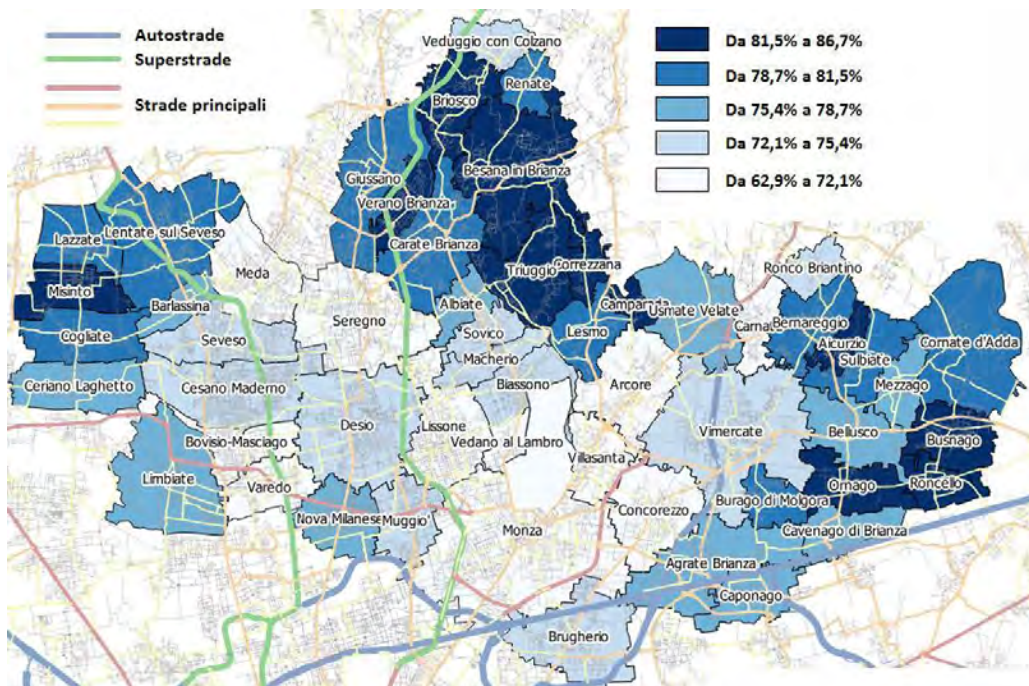 Autostrade
Superstrade
Strade principali
Da 81,5% a 86,7%
Da 78,7% a 81,5%
Da 75,4% a 78,7%
Da 72,1% a 75,4%
Da 62,9% a 72,1%
Veduggio con Colzano
Renate
Briosco
Besana in Brianza
Giussano
Verano Brianza
Carate Brianza
Lazzate
Lentate sul Seveso
Meda
Misinto
Barlassina
Cogliate
Seveso
Seregno
Albiate
Triuggio
Correzzana
Camparada
Usmate Velate
Ronco Briantino
Carnate
Bernareggio
Aicurzio
Sulbiate
Cornate d'Adda
Mezzago
Sovico
Lesmo
Macherio
Ceriano Laghetto
Cesano Maderno
Biassono
Arcore
Desio
Lissone
Vedano al Lambro
Vimercate
Bellusco
Busnago
Bovisio-Masciago
Villasanta
Limbiate
Varedo
Ornago
Roncello
Burago di Molgora
Concorezzo
Nova Milanese
Muggiò
Monza
Cavenago di Brianza
Agrate Brianza
Caponago
Brugherio